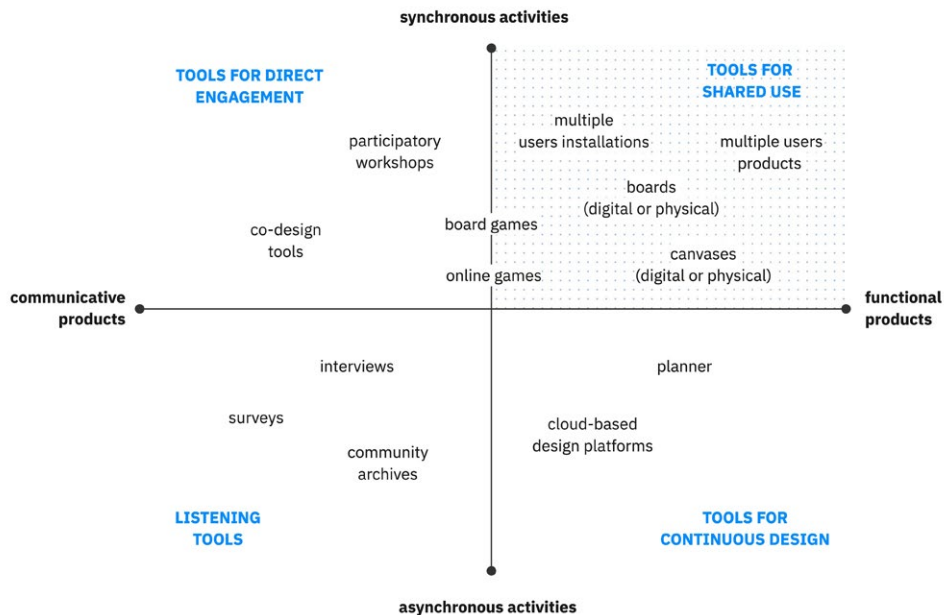 synchronous activities
TOOLS FOR DIRECT
ENGAGEMENT
TOOLS FOR
SHARED USE
participatory
workshops
multiple
users installations
multiple users
products
boards
(digital or physical)
co-design
tools
board games
online games
canvases
(digital or physical)
communicative
products
functional
products
interviews
planner
surveys
cloud-based
design platforms
community
archives
LISTENING
TOOLS
TOOLS FOR
CONTINUOUS DESIGN
asynchronous activities